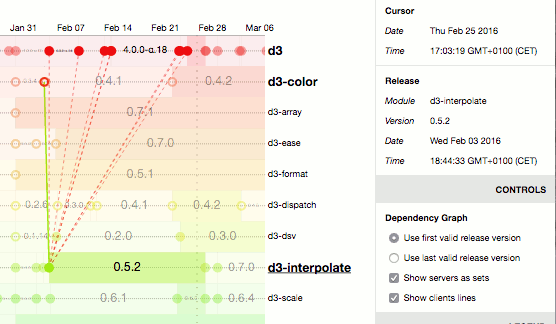 Jan 31 Feb 07 Feb 14 Feb 21 Feb 28 Mar 06
4.0.0-a.18 d3
0.4.1 0.4.2 d3-color
0.7.1 d3-array
0.7.0 d3-ease
0.5.1 d3-format
0.2.6 0.3.0 0.4.1 0.4.2 d3-dispatch
0.1.14 0.2.0 0.3.0 d3-dsv
0.5.2 0.7.0 d3-interpolate
0.6.1 0.6.4 d3-scale
Cursor
Date Thu Feb 25 2016
Time 17:03:19 GMT+0100 (CET)
Release
Module d3-interpolate
Version 0.5.2
Date Wed Feb 03 2016
Time 18:44:33 GMT+0100 (CET)
CONTROLS
Dependency Graph
Use first valid release version
Use last valid release version
Show servers as sets
Show clients lines